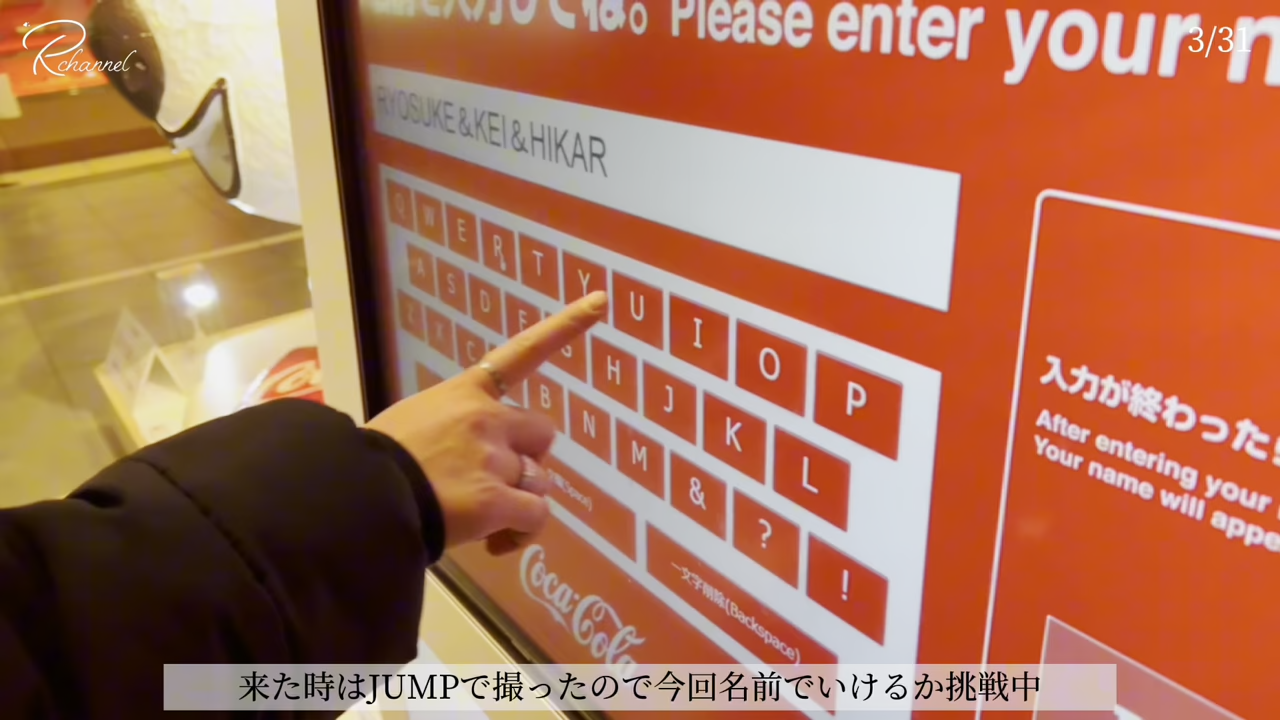 R channel
3/31
Please enter your n
RYOSUKE&KEI&HIKAR
Q W E R T Y U I O P
A S D F G H J K L
Z X C B N M & ? !
(Space)
一文字削除(Backspace)
Coca-Cola
入力が終わった
After entering your
Your name will appe
来た時はJUMPで撮ったので今回名前でいけるか挑戦中